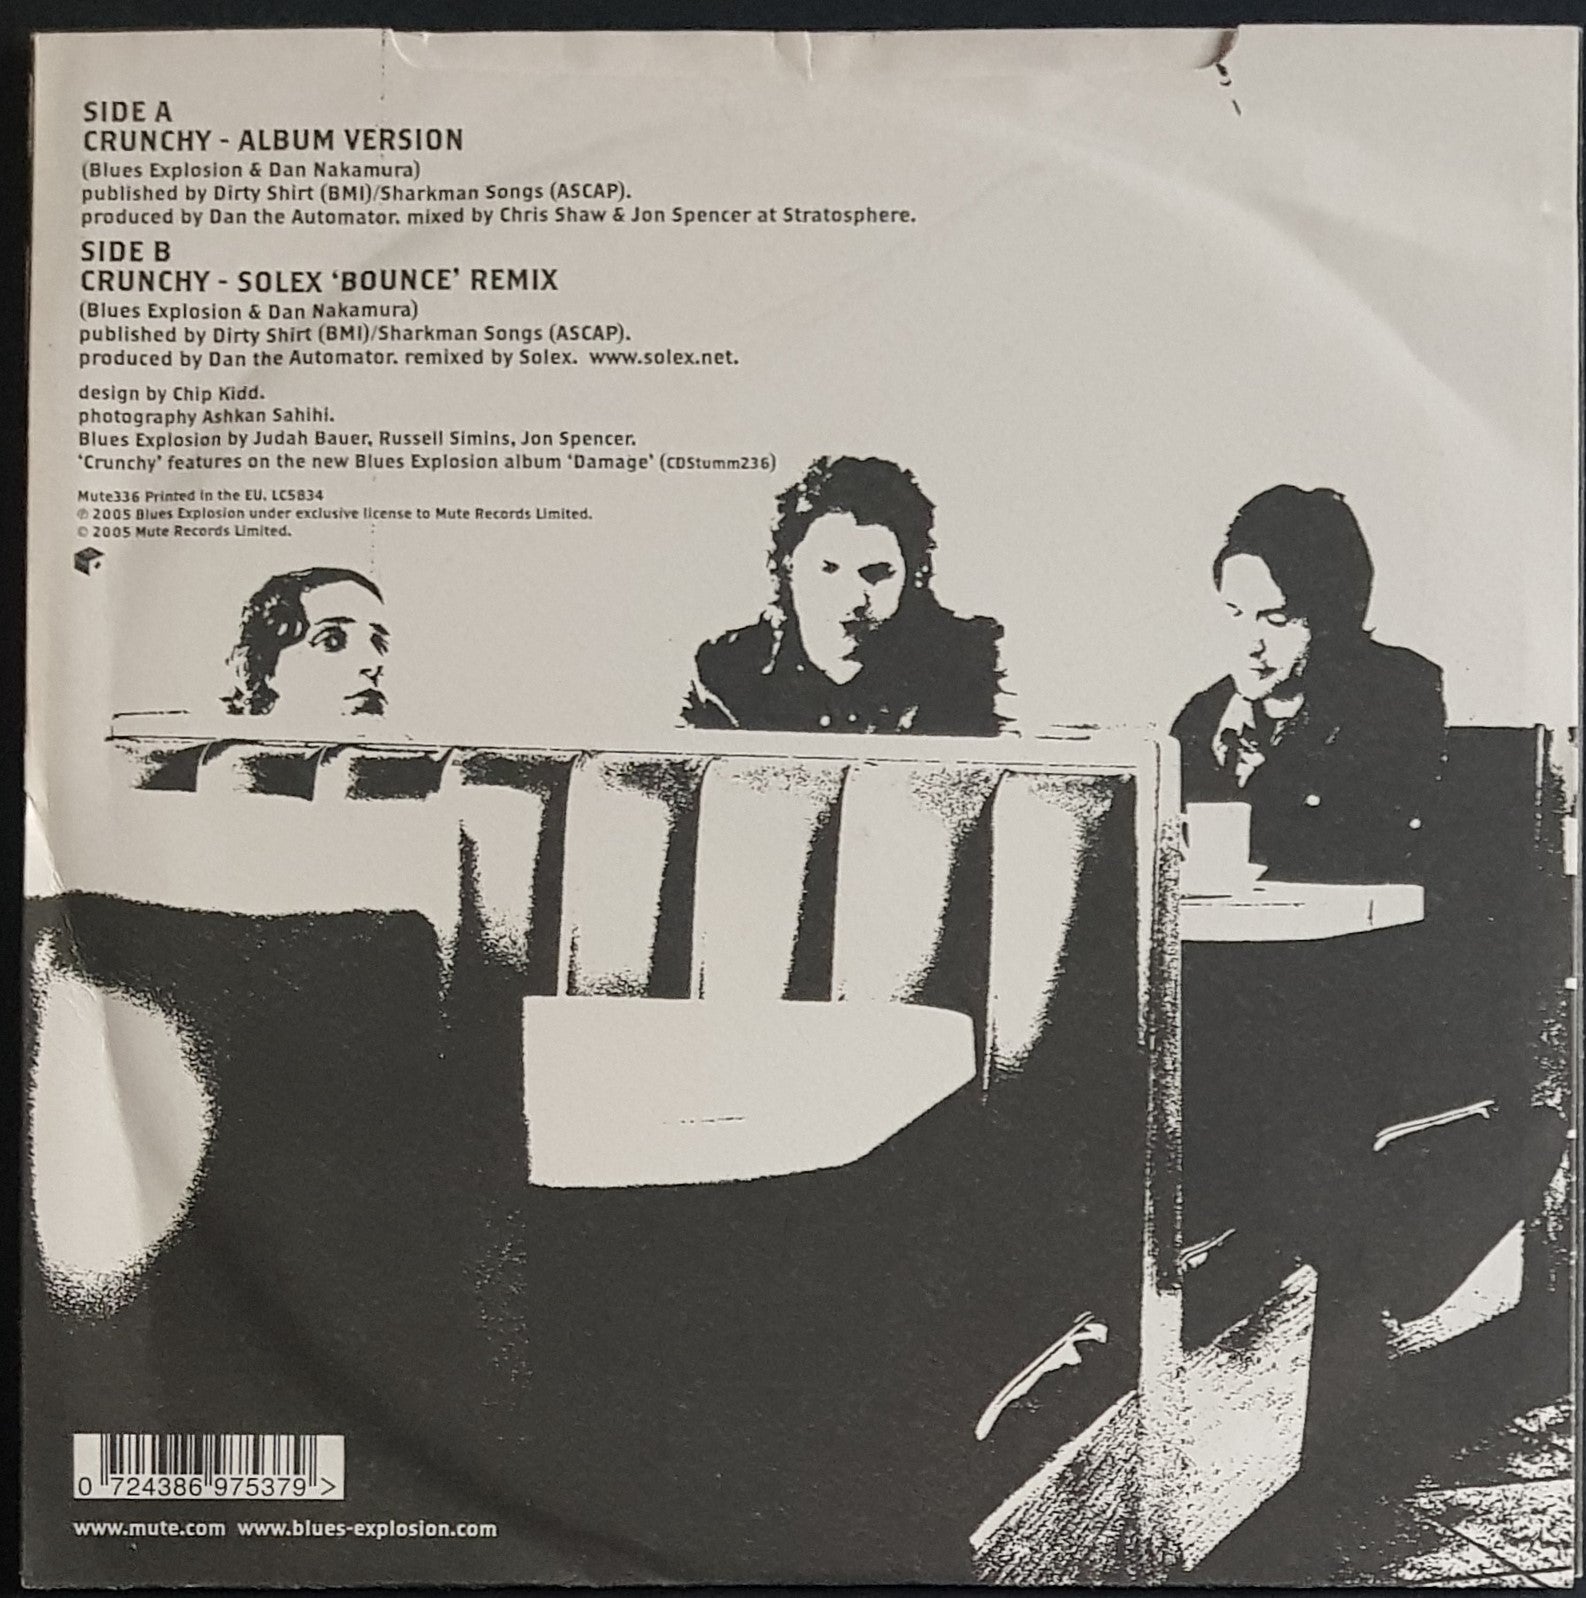 SIDE A
CRUNCHY - ALBUM VERSION
(Blues Explosion & Dan Nakamura)
published by Dirty Shirt (BMI)/Sharkman Songs (ASCAP).
produced by Dan the Automator. mixed by Chris Shaw & Jon Spencer at Stratosphere.
SIDE B
CRUNCHY - SOLEX ‘BOUNCE’ REMIX
(Blues Explosion & Dan Nakamura)
published by Dirty Shirt (BMI)/Sharkman Songs (ASCAP).
produced by Dan the Automator. remixed by Solex. www.solex.net.
design by Chip Kidd.
photography Ashkan Sahihi.
Blues Explosion by Judah Bauer, Russell Simins, Jon Spencer.
‘Crunchy’ features on the new Blues Explosion album ‘Damage’ (CDStumm236)
Mute336 Printed in the EU. LC5834
℗ 2005 Blues Explosion under exclusive license to Mute Records Limited.
© 2005 Mute Records Limited.
0 724386 975379 >
www.mute.com www.blues-explosion.com